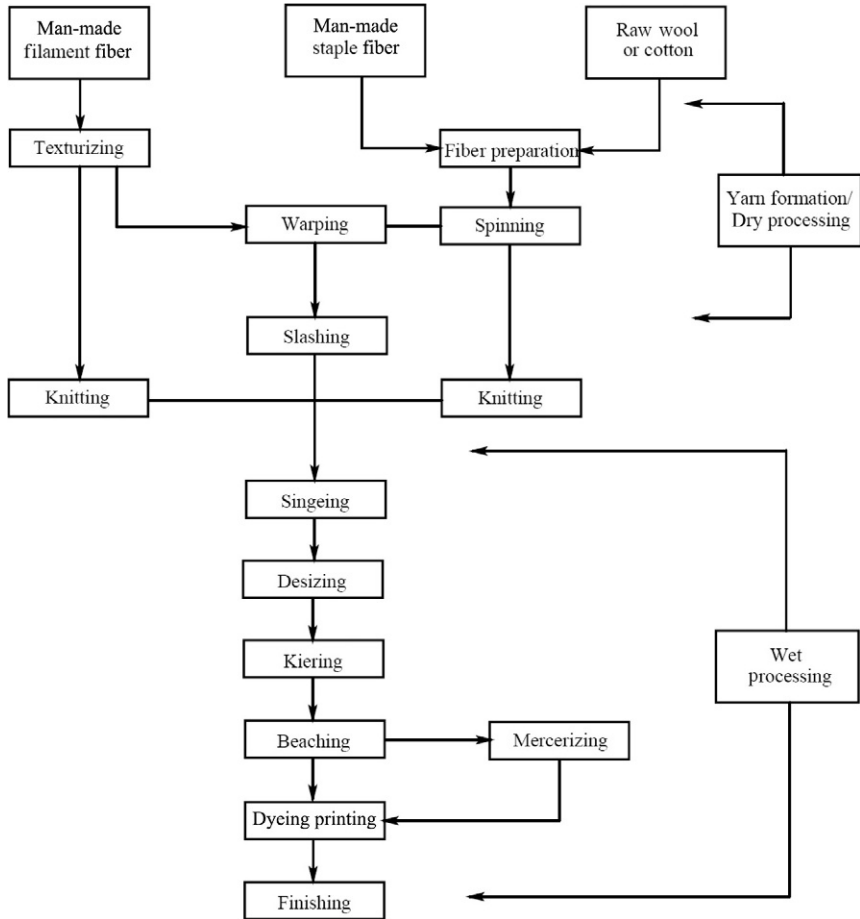 Man-made
filament fiber
Man-made
staple fiber
Raw wool
or cotton
Texturizing
Fiber preparation
Yarn formation/
Dry processing
Warping
Spinning
Slashing
Knitting
Knitting
Singeing
Desizing
Kiering
Wet
processing
Beaching
Mercerizing
Dyeing printing
Finishing